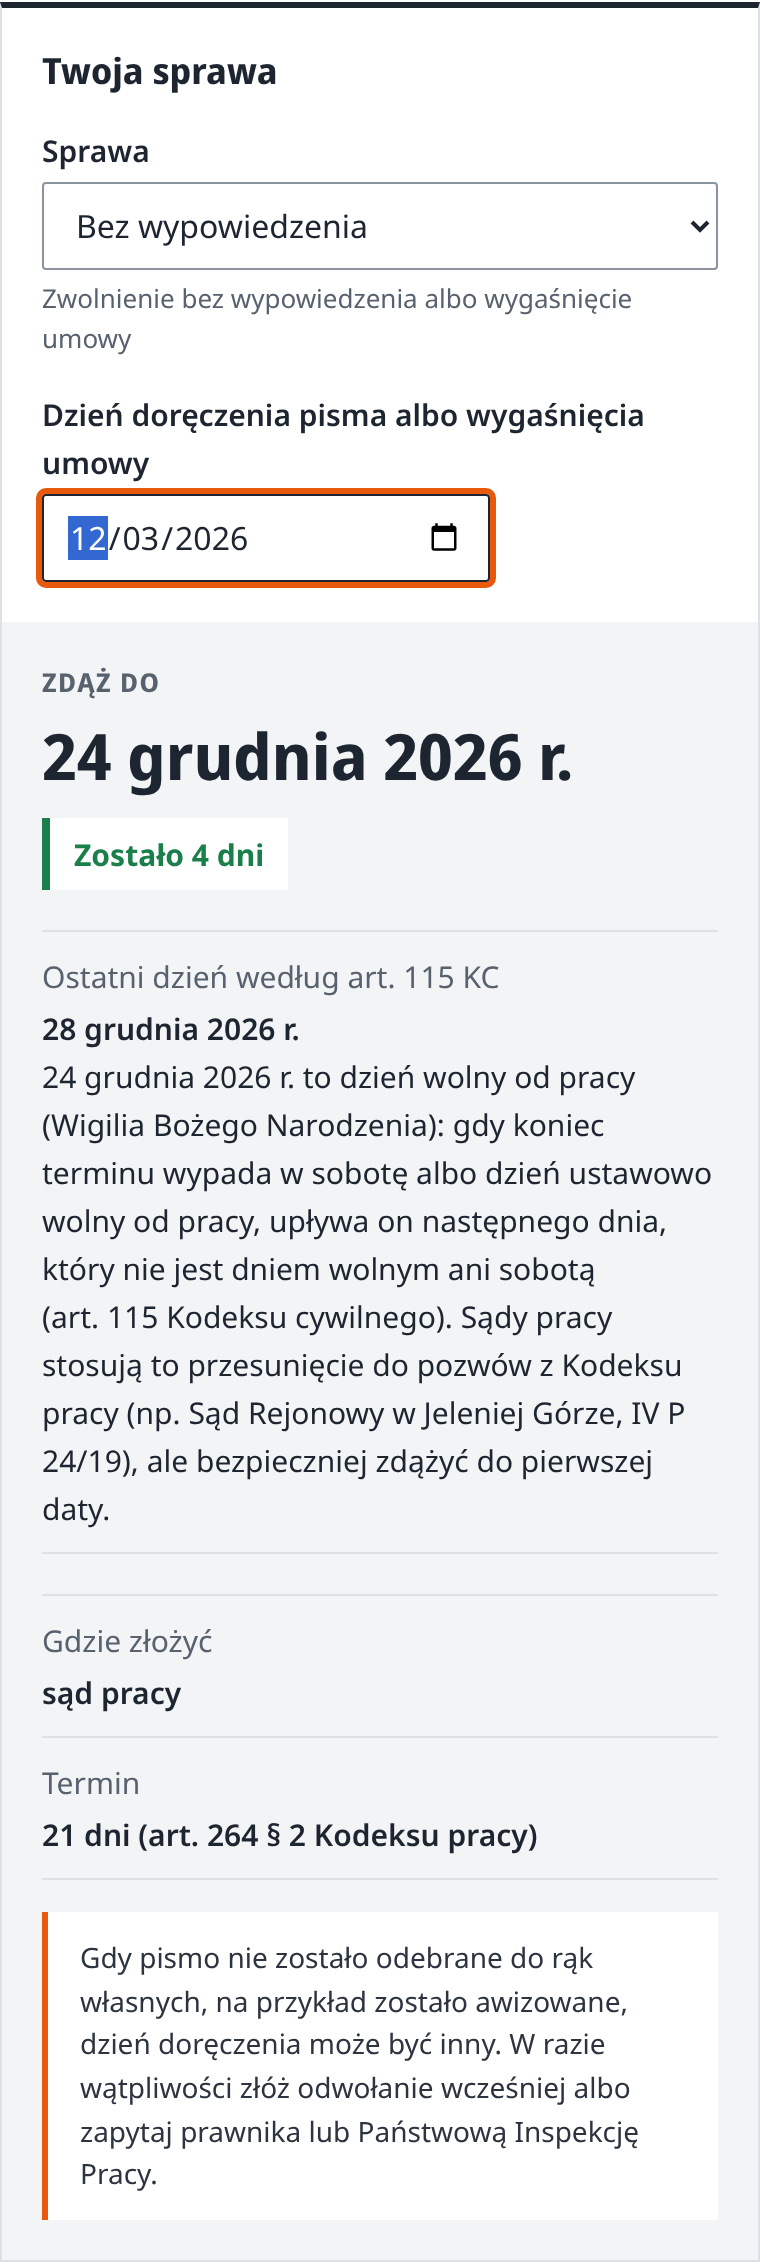 Twoja sprawa
Sprawa
Bez wypowiedzenia
Zwolnienie bez wypowiedzenia albo wygaśnięcie
umowy
Dzień doręczenia pisma albo wygaśnięcia
umowy
12/03/2026
ZDĄŻ DO
24 grudnia 2026 r.
Zostało 4 dni
Ostatni dzień według art. 115 KC
28 grudnia 2026 r.
24 grudnia 2026 r. to dzień wolny od pracy
(Wigilia Bożego Narodzenia): gdy koniec
terminu wypada w sobotę albo dzień ustawowo
wolny od pracy, upływa on następnego dnia,
który nie jest dniem wolnym ani sobotą
(art. 115 Kodeksu cywilnego). Sądy pracy
stosują to przesunięcie do pozwów z Kodeksu
pracy (np. Sąd Rejonowy w Jeleniej Górze, IV P
24/19), ale bezpieczniej zdążyć do pierwszej
daty.
Gdzie złożyć
sąd pracy
Termin
21 dni (art. 264 § 2 Kodeksu pracy)
Gdy pismo nie zostało odebrane do rąk
własnych, na przykład zostało awizowane,
dzień doręczenia może być inny. W razie
wątpliwości złóż odwołanie wcześniej albo
zapytaj prawnika lub Państwową Inspekcję
Pracy.